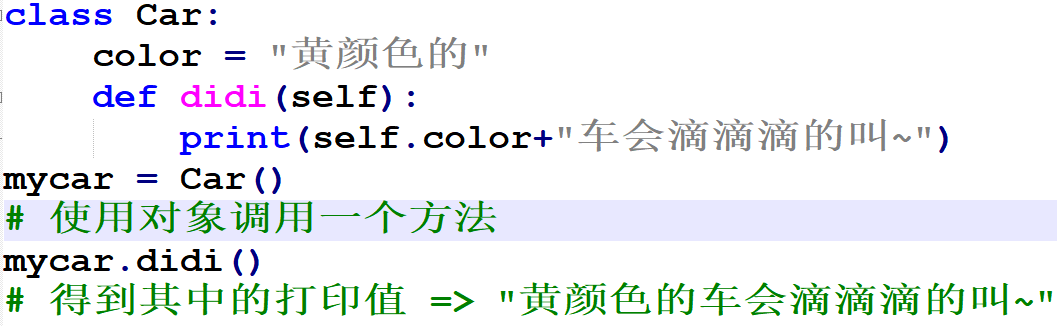 class Car:
    color = "黄颜色的"
    def didi(self):
        print(self.color+"车会滴滴滴的叫~")
mycar = Car()
# 使用对象调用一个方法
mycar.didi()
# 得到其中的打印值 => "黄颜色的车会滴滴滴的叫~"